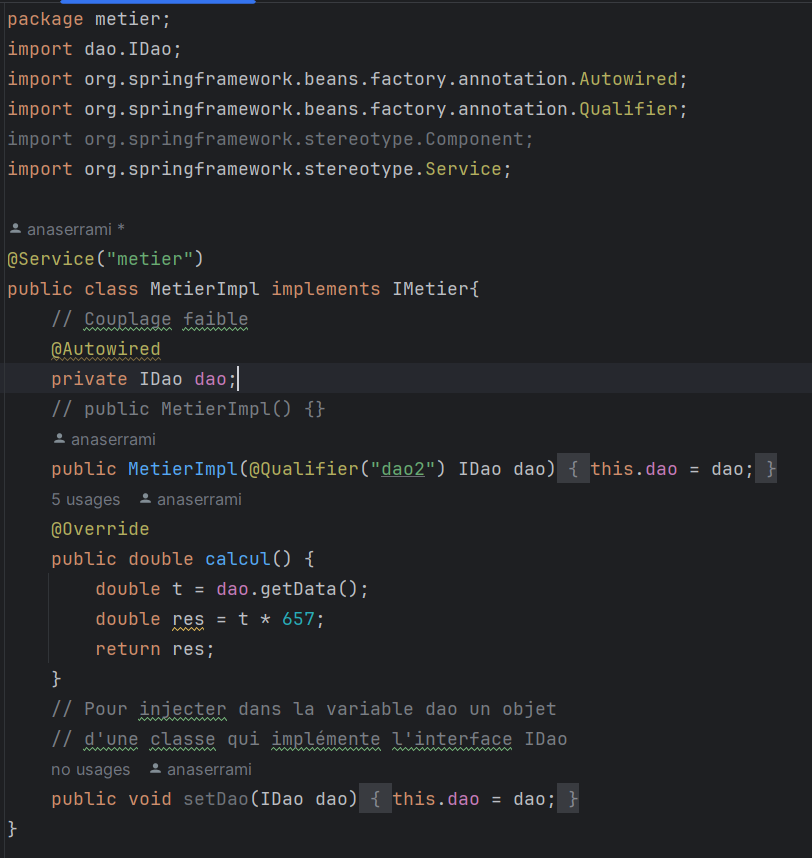 package metier;
import dao.IDao;
import org.springframework.beans.factory.annotation.Autowired;
import org.springframework.beans.factory.annotation.Qualifier;
import org.springframework.stereotype.Component;
import org.springframework.stereotype.Service;
anaserrami *
@Service("metier")
public class MetierImpl implements IMetier{
// Couplage faible
@Autowired
private IDao dao;
// public MetierImpl() {}
anaserrami
public MetierImpl(@Qualifier("dao2") IDao dao) { this.dao = dao; }
5 usages anaserrami
@Override
public double calcul() {
double t = dao.getData();
double res = t * 657;
return res;
}
// Pour injecter dans la variable dao un objet
// d'une classe qui implémente l'interface IDao
no usages anaserrami
public void setDao(IDao dao) { this.dao = dao; }
}